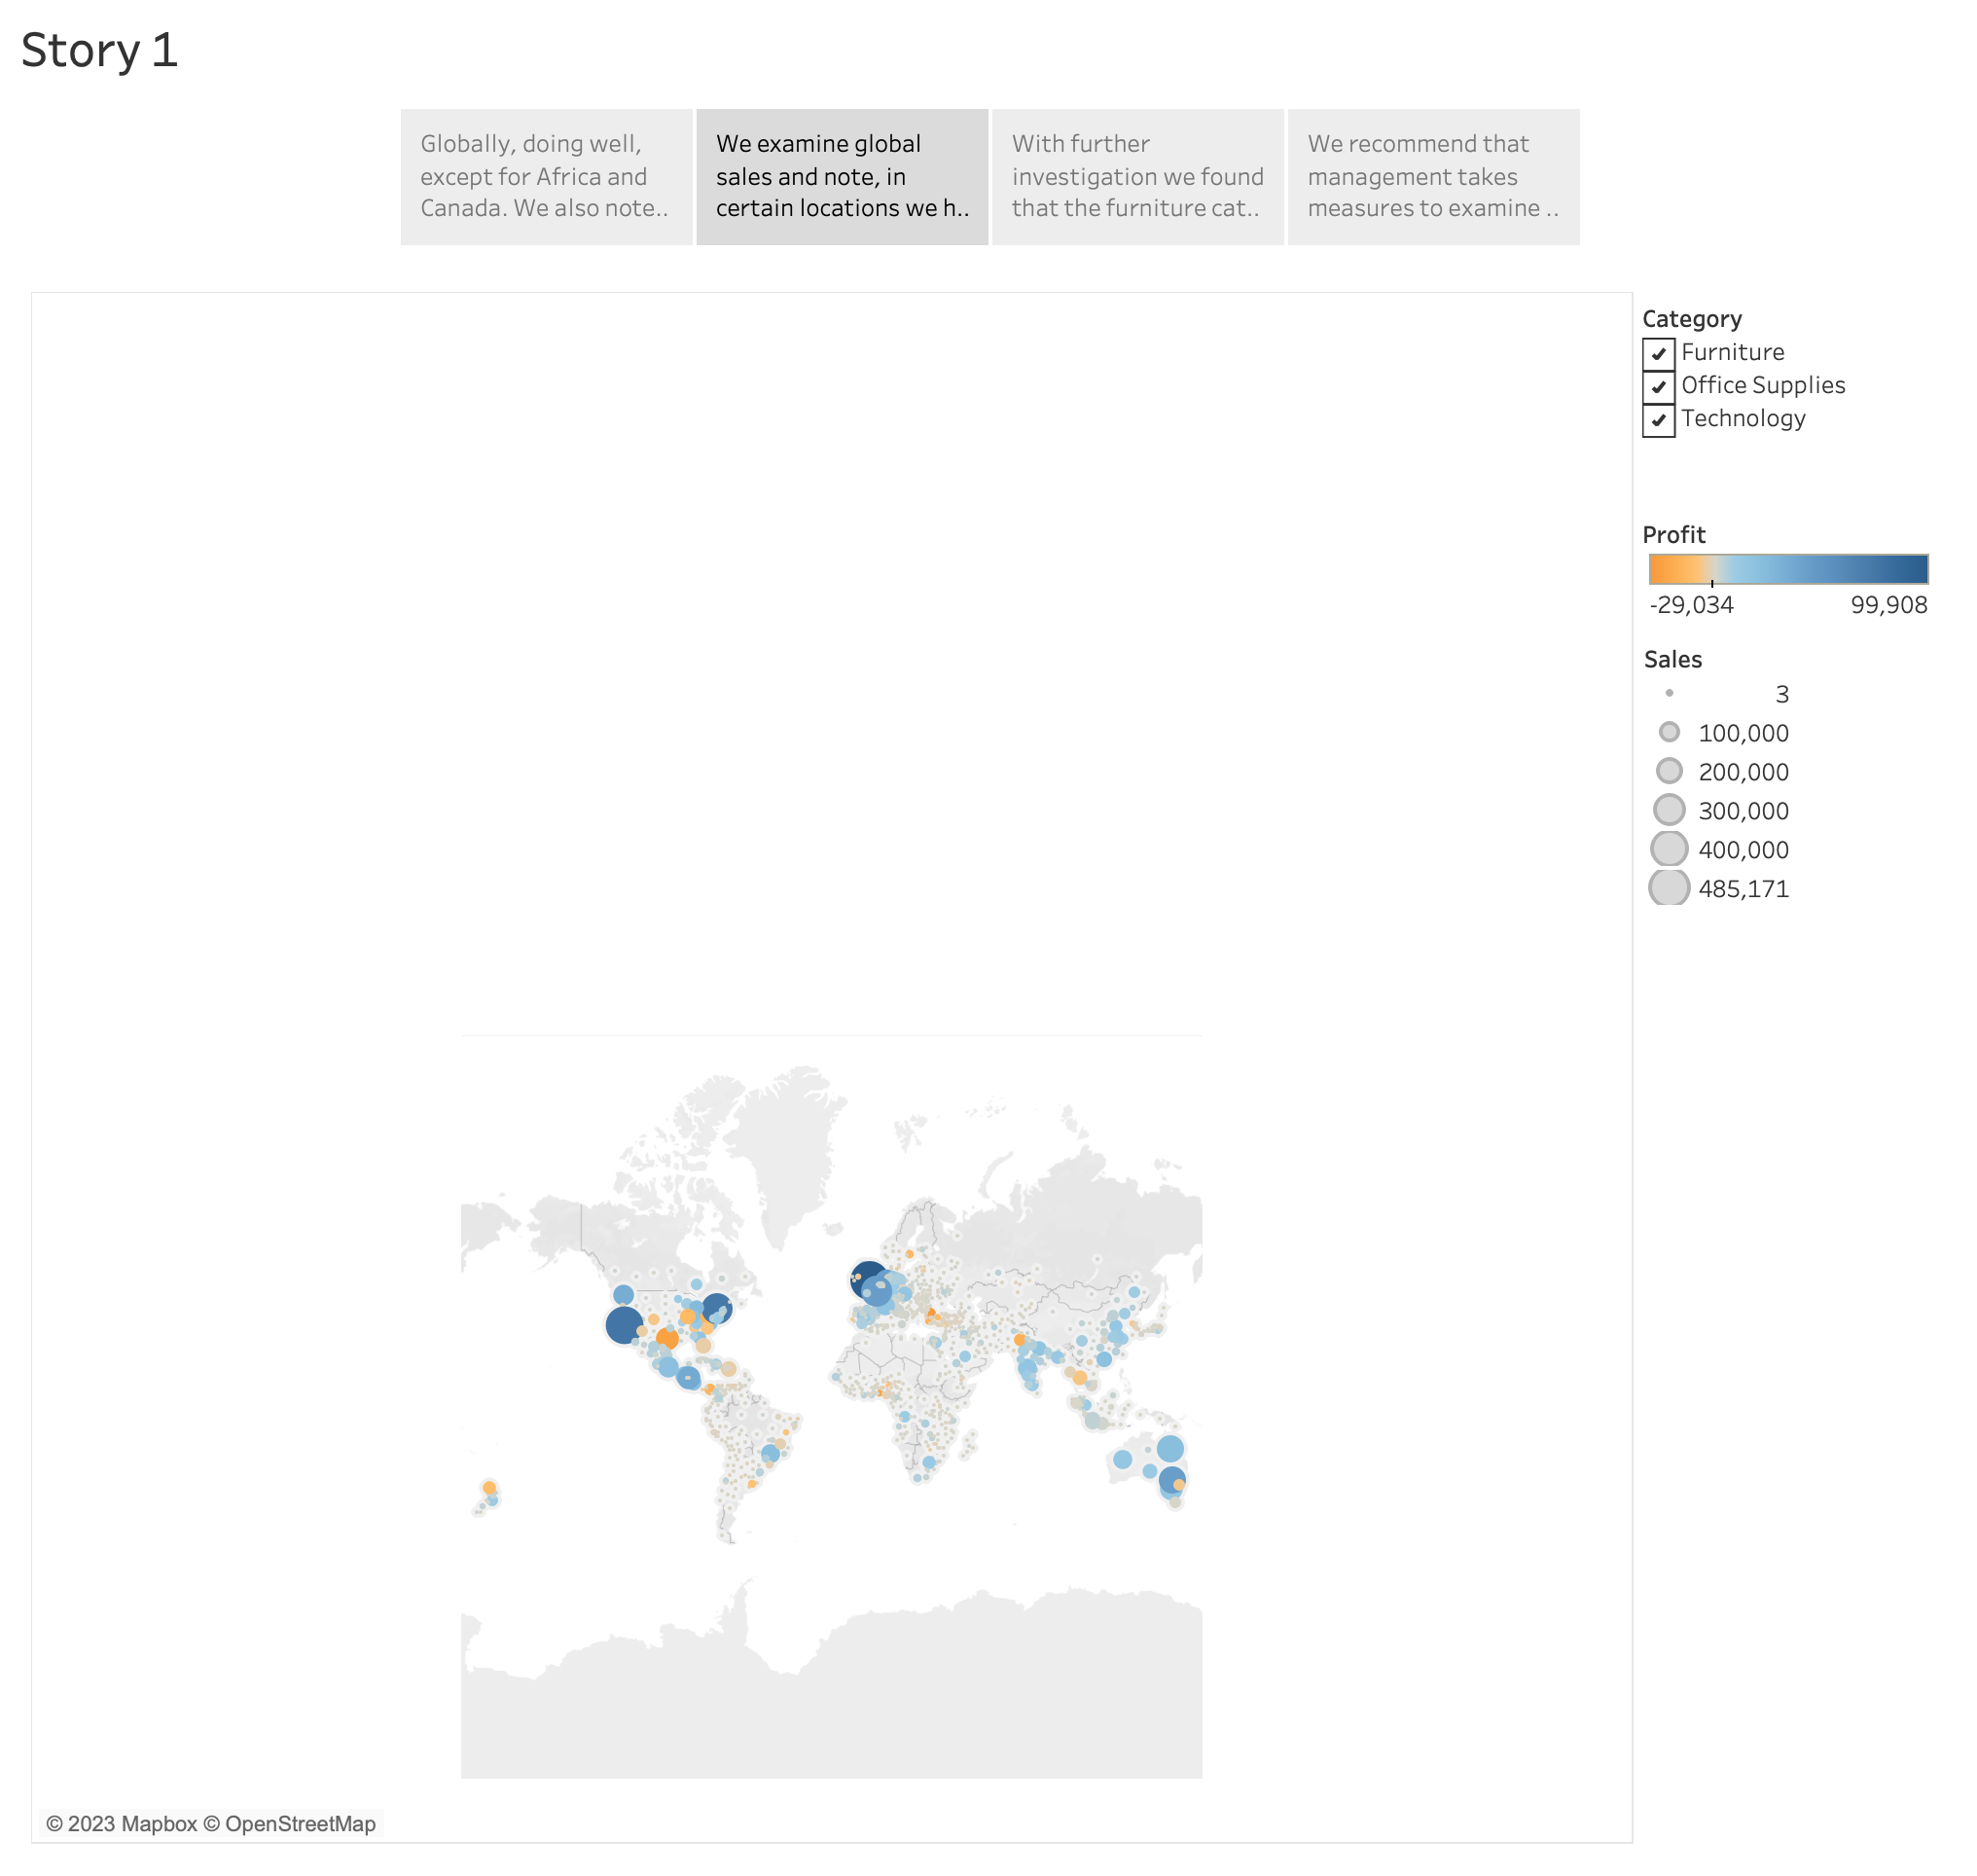 Story 1
Globally, doing well,
except for Africa and
Canada. We also note..
We examine global
sales and note, in
certain locations we h..
With further
investigation we found
that the furniture cat..
We recommend that
management takes
measures to examine ..
Category
Furniture
Office Supplies
Technology
Profit
-29,034 99,908
Sales
3
100,000
200,000
300,000
400,000
485,171
© 2023 Mapbox © OpenStreetMap